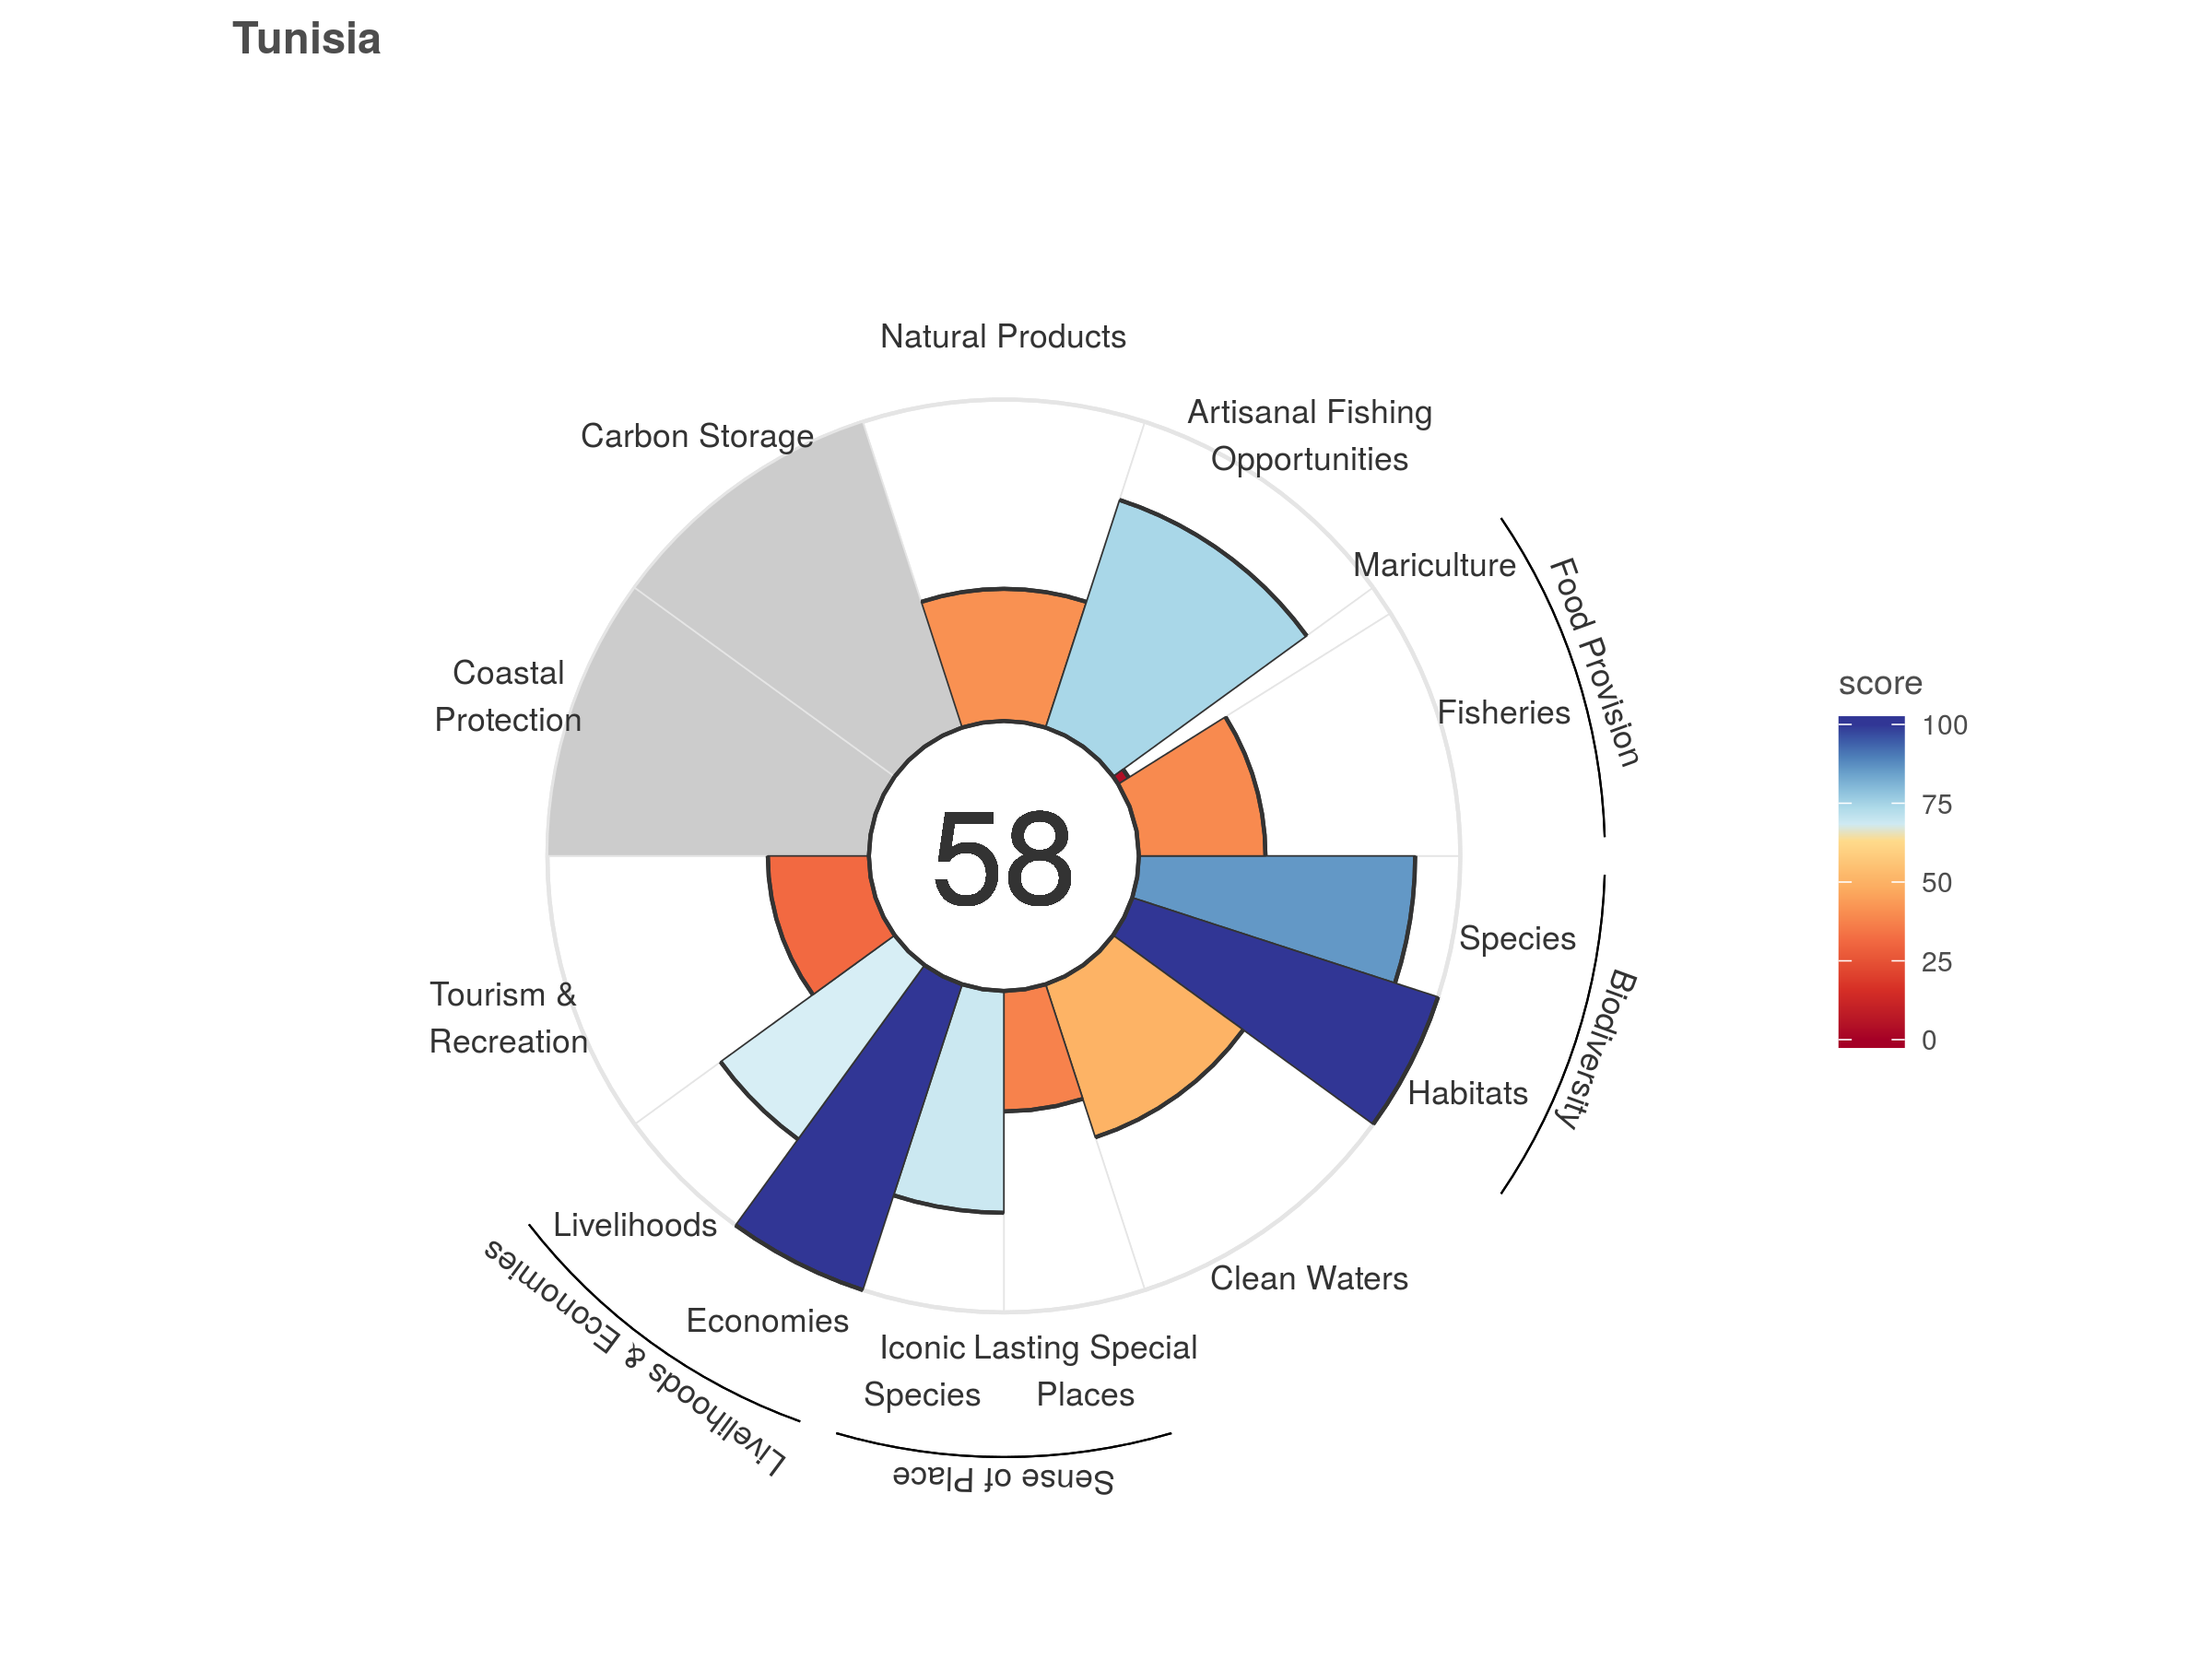 Tunisia
Natural Products
Artisanal Fishing
Opportunities
Carbon Storage
Mariculture
Food Provision
Coastal
Protection
Fisheries
58
Species
Biodiversity
Tourism &
Recreation
Habitats
Livelihoods
Clean Waters
Economies
Livelihoods & Economies
Iconic
Species
Lasting Special
Places
Sense of Place
score
100
75
50
25
0